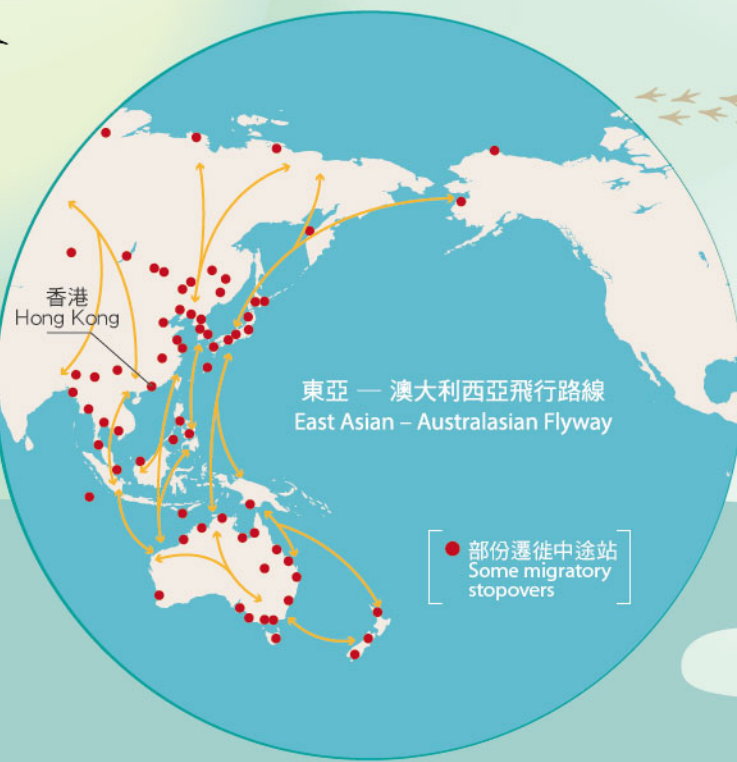 香港
Hong Kong
東亞 — 澳大利西亞飛行路線
East Asian – Australasian Flyway
部份遷徙中途站
Some migratory
stopovers